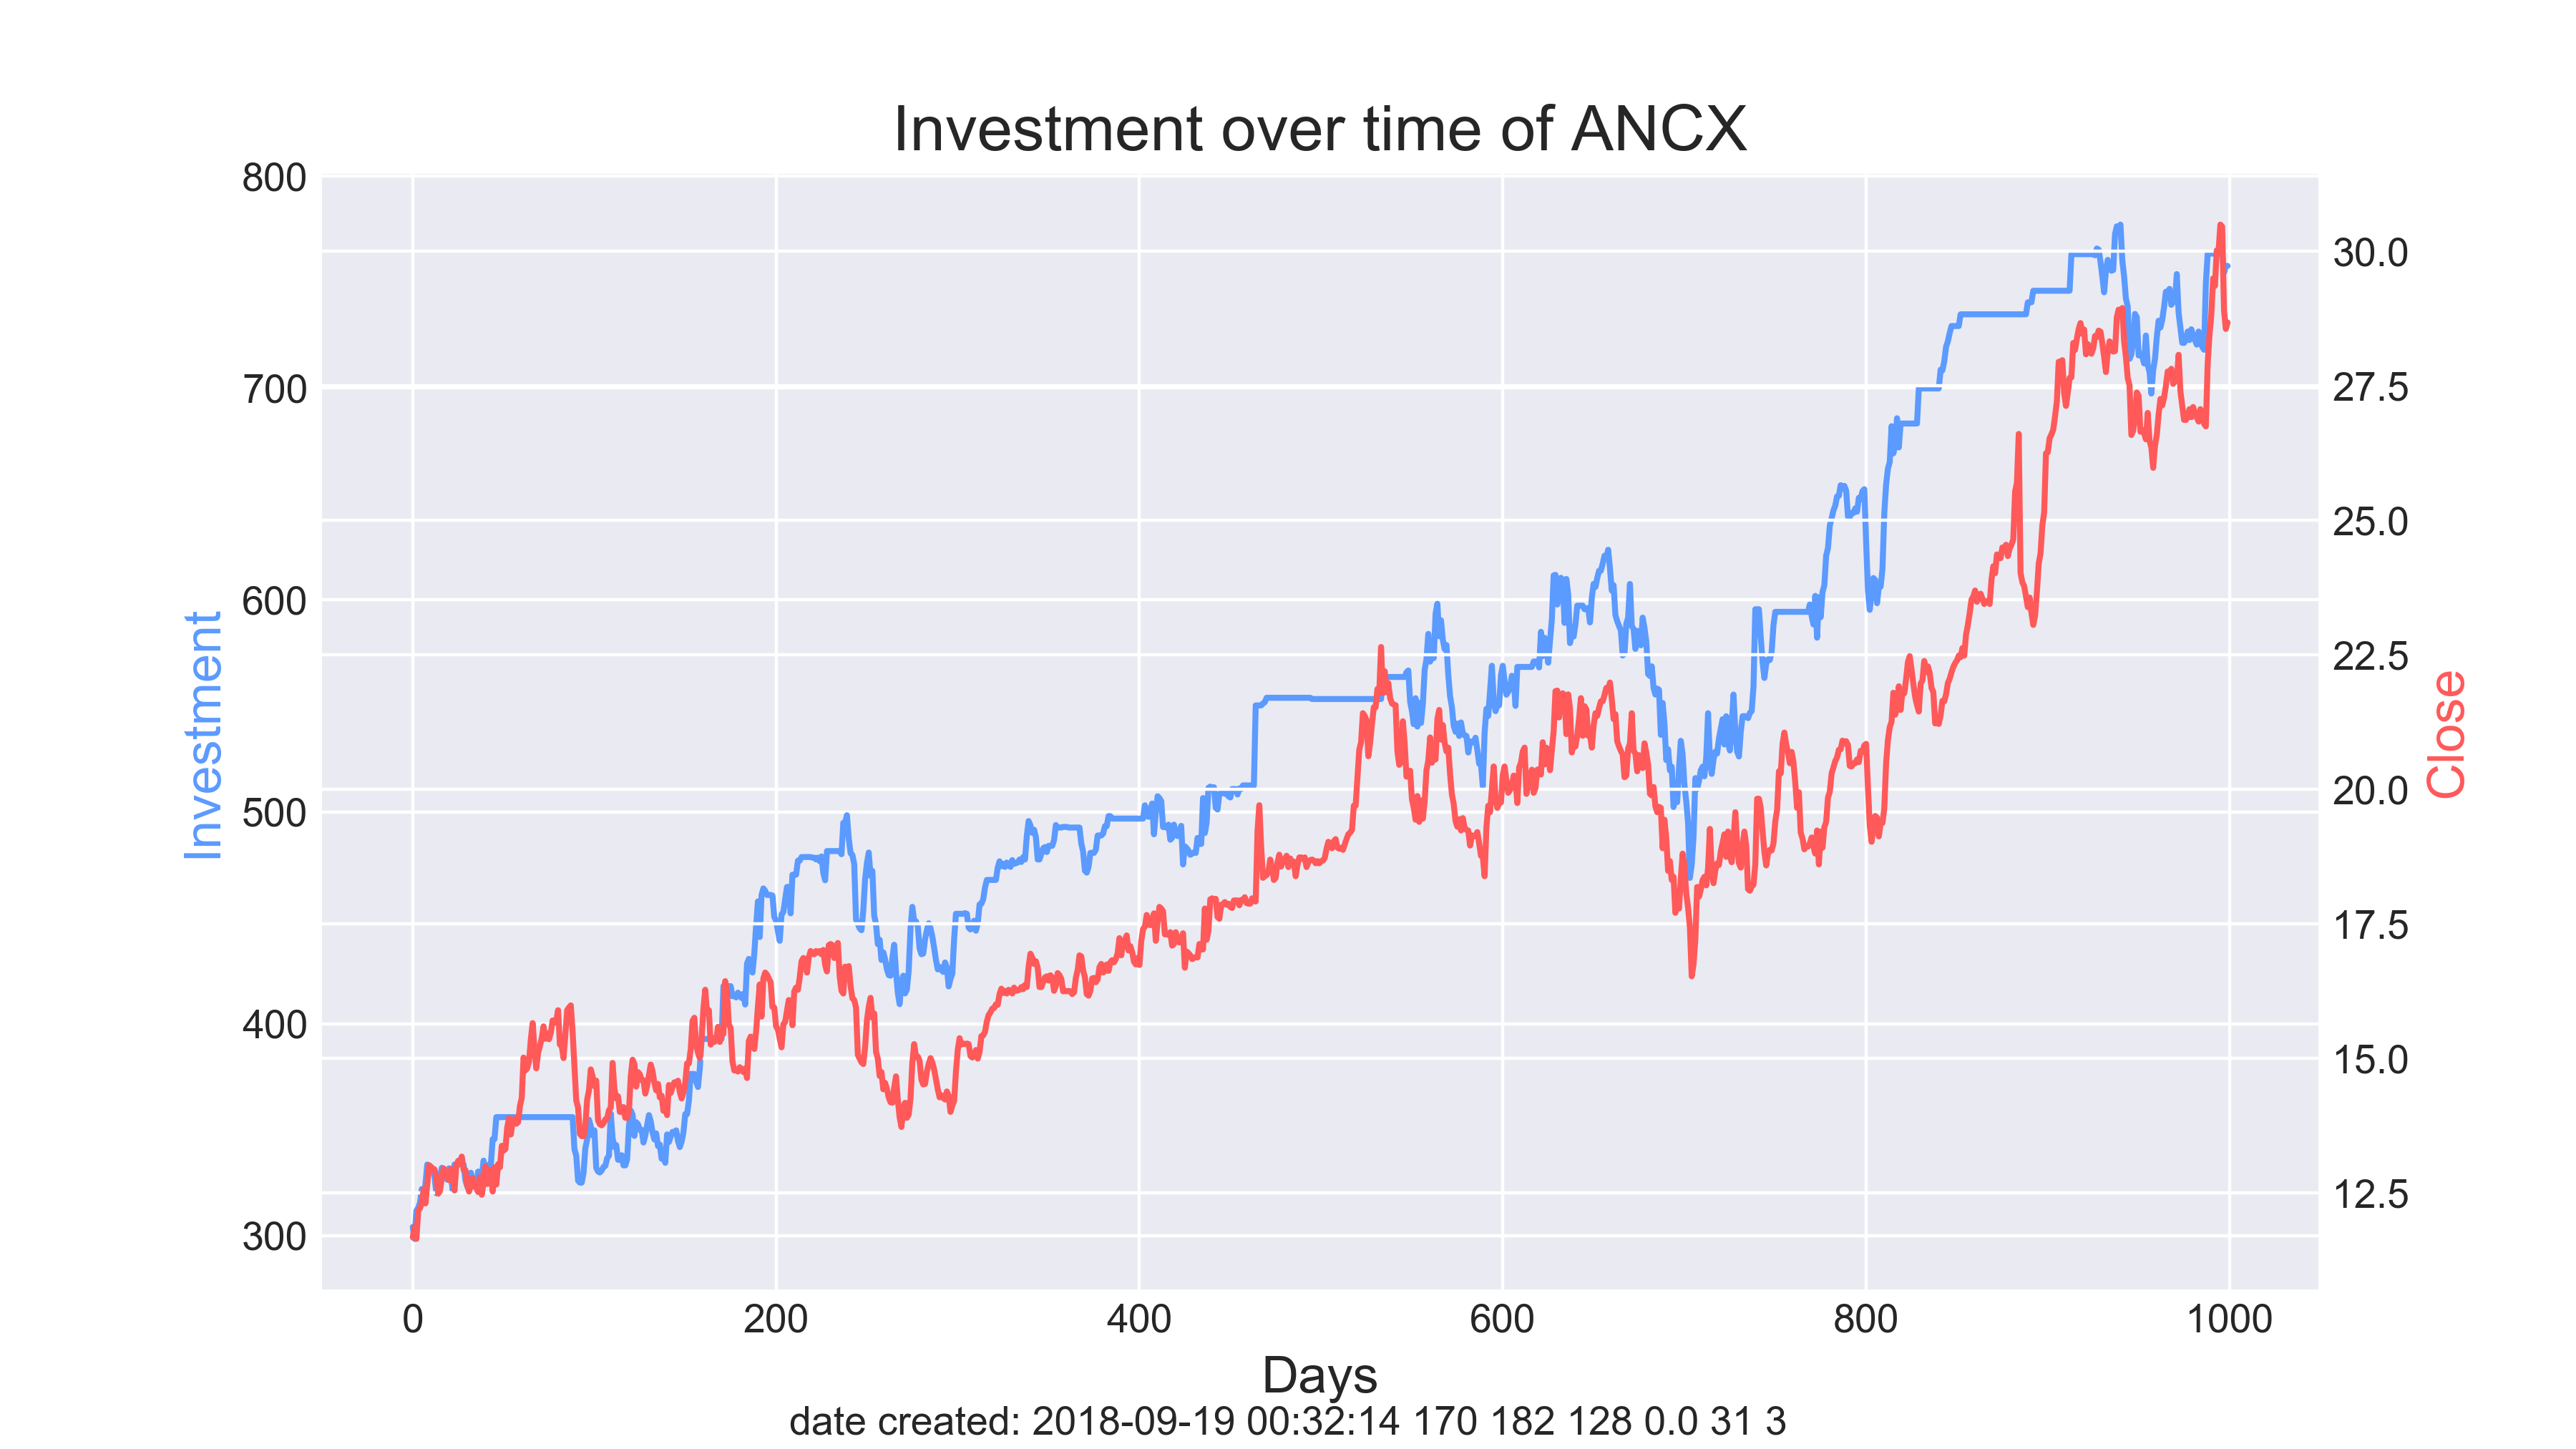 Investment over time of ANCX
800
700
600
500
400
300
Investment
30.0
27.5
25.0
22.5
20.0
17.5
15.0
12.5
Close
0 200 400 600 800 1000
Days
date created: 2018-09-19 00:32:14 170 182 128 0.0 31 3